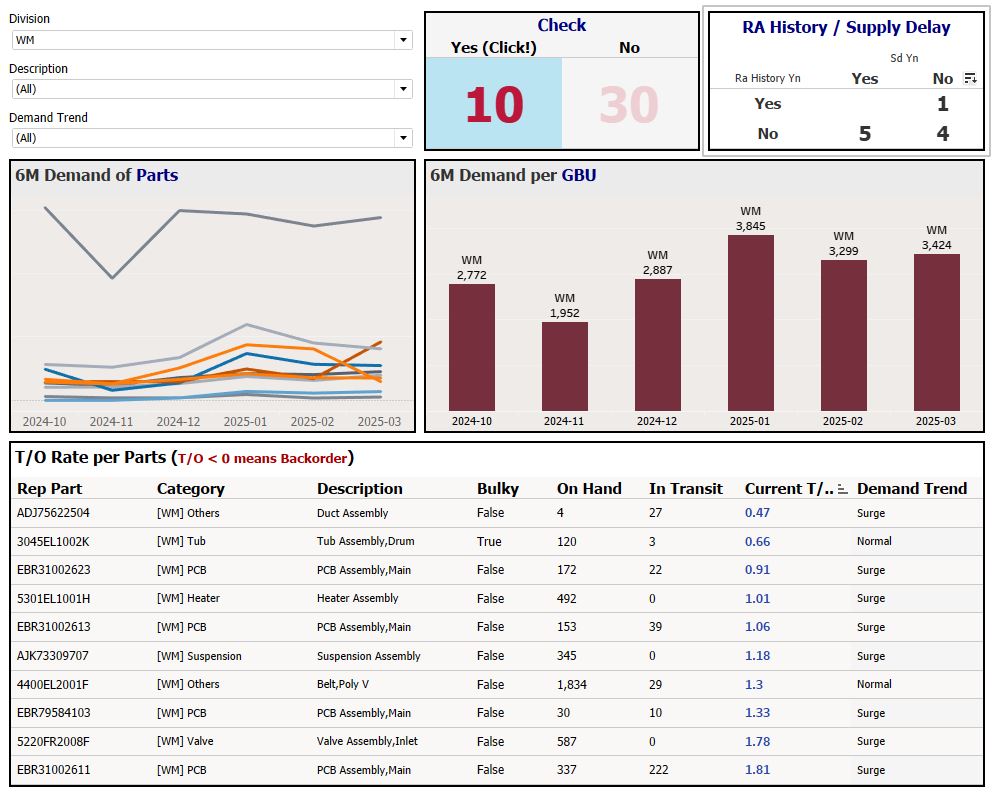 Division
WM
Description
(All)
Demand Trend
(All)
Check
Yes (Click!) No
10 30
RA History / Supply Delay
Sd Yn
Ra History Yn Yes No
Yes 1
No 5 4
6M Demand of Parts
2024-10 2024-11 2024-12 2025-01 2025-02 2025-03
6M Demand per GBU
WM
2,772
WM
1,952
WM
2,887
WM
3,845
WM
3,299
WM
3,424
2024-10 2024-11 2024-12 2025-01 2025-02 2025-03
T/O Rate per Parts (T/O < 0 means Backorder)
Rep Part Category Description Bulky On Hand In Transit Current T/.. Demand Trend
ADJ75622504 [WM] Others Duct Assembly False 4 27 0.47 Surge
3045EL1002K [WM] Tub Tub Assembly,Drum True 120 3 0.66 Normal
EBR31002623 [WM] PCB PCB Assembly,Main False 172 22 0.91 Surge
5301EL1001H [WM] Heater Heater Assembly False 492 0 1.01 Surge
EBR31002613 [WM] PCB PCB Assembly,Main False 153 39 1.06 Surge
AJK73309707 [WM] Suspension Suspension Assembly False 345 0 1.18 Surge
4400EL2001F [WM] Others Belt,Poly V False 1,834 29 1.3 Normal
EBR79584103 [WM] PCB PCB Assembly,Main False 30 10 1.33 Surge
5220FR2008F [WM] Valve Valve Assembly,Inlet False 587 0 1.78 Surge
EBR31002611 [WM] PCB PCB Assembly,Main False 337 222 1.81 Surge